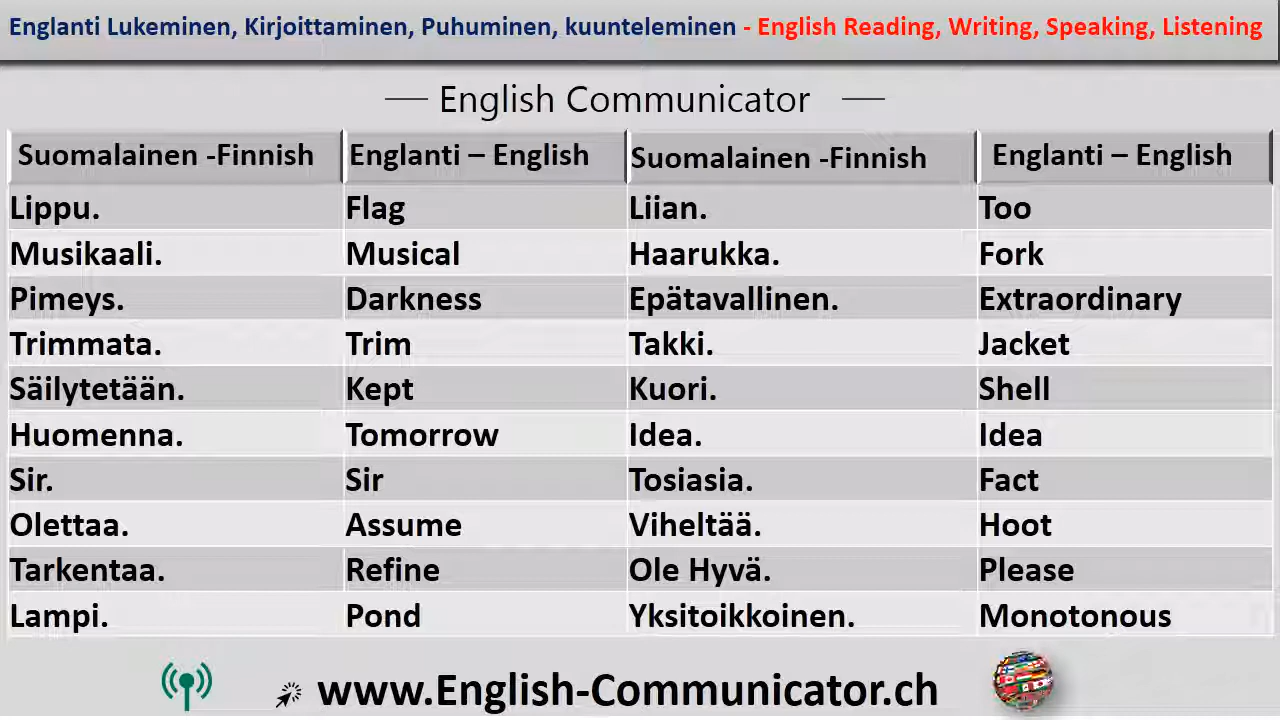 Englanti Lukeminen, Kirjoittaminen, Puhuminen, kuunteleminen - English Reading, Writing, Speaking, Listening
English Communicator
Suomalainen -Finnish Englanti – English Suomalainen -Finnish Englanti – English
Lippu. Flag Liian. Too
Musikaali. Musical Haarukka. Fork
Pimeys. Darkness Epätavallinen. Extraordinary
Trimmata. Trim Takki. Jacket
Säilytetään. Kept Kuori. Shell
Huomenna. Tomorrow Idea. Idea
Sir. Sir Tosiasia. Fact
Olettaa. Assume Viheltää. Hoot
Tarkentaa. Refine Ole Hyvä. Please
Lampi. Pond Yksitoikkoinen. Monotonous
www.English-Communicator.ch